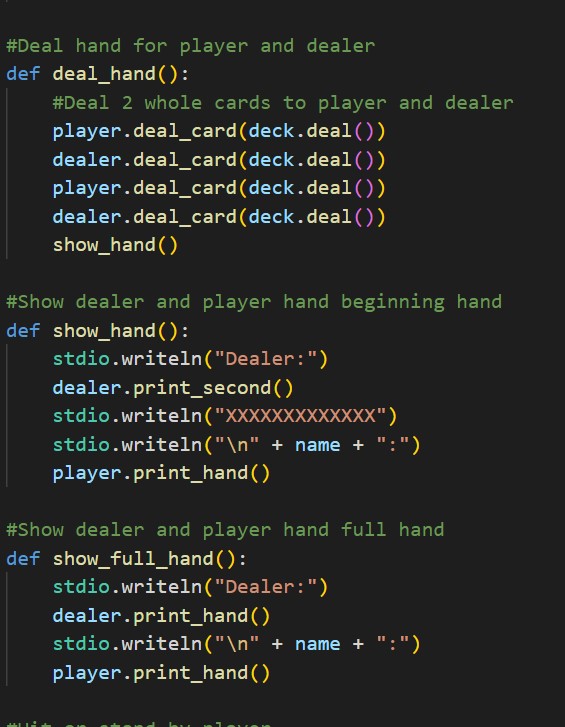 #Deal hand for player and dealer
def deal_hand():
    #Deal 2 whole cards to player and dealer
    player.deal_card(deck.deal())
    dealer.deal_card(deck.deal())
    player.deal_card(deck.deal())
    dealer.deal_card(deck.deal())
    show_hand()

#Show dealer and player hand beginning hand
def show_hand():
    stdio.writeln("Dealer:")
    dealer.print_second()
    stdio.writeln("XXXXXXXXXXXXX")
    stdio.writeln("\n" + name + ":")
    player.print_hand()

#Show dealer and player hand full hand
def show_full_hand():
    stdio.writeln("Dealer:")
    dealer.print_hand()
    stdio.writeln("\n" + name + ":")
    player.print_hand()